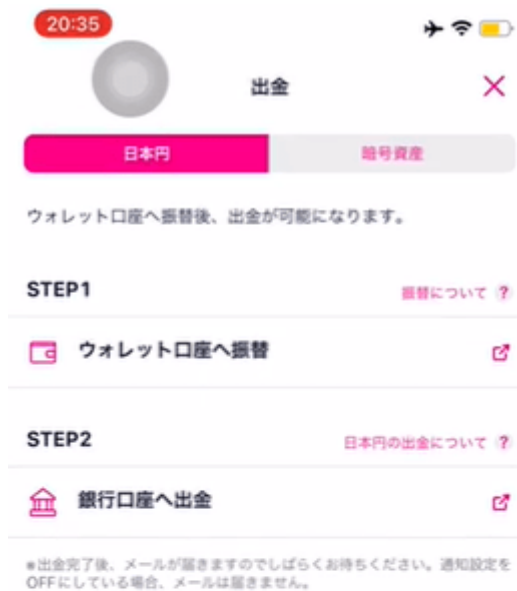 20:35
出金
日本円
暗号資産
ウォレット口座へ振替後、出金が可能になります。
STEP1
振替について ?
ウォレット口座へ振替
STEP2
日本円の出金について ?
銀行口座へ出金
※出金完了後、メールが届きますのでしばらくお待ちください。通知設定を
OFFにしている場合、メールは届きません。